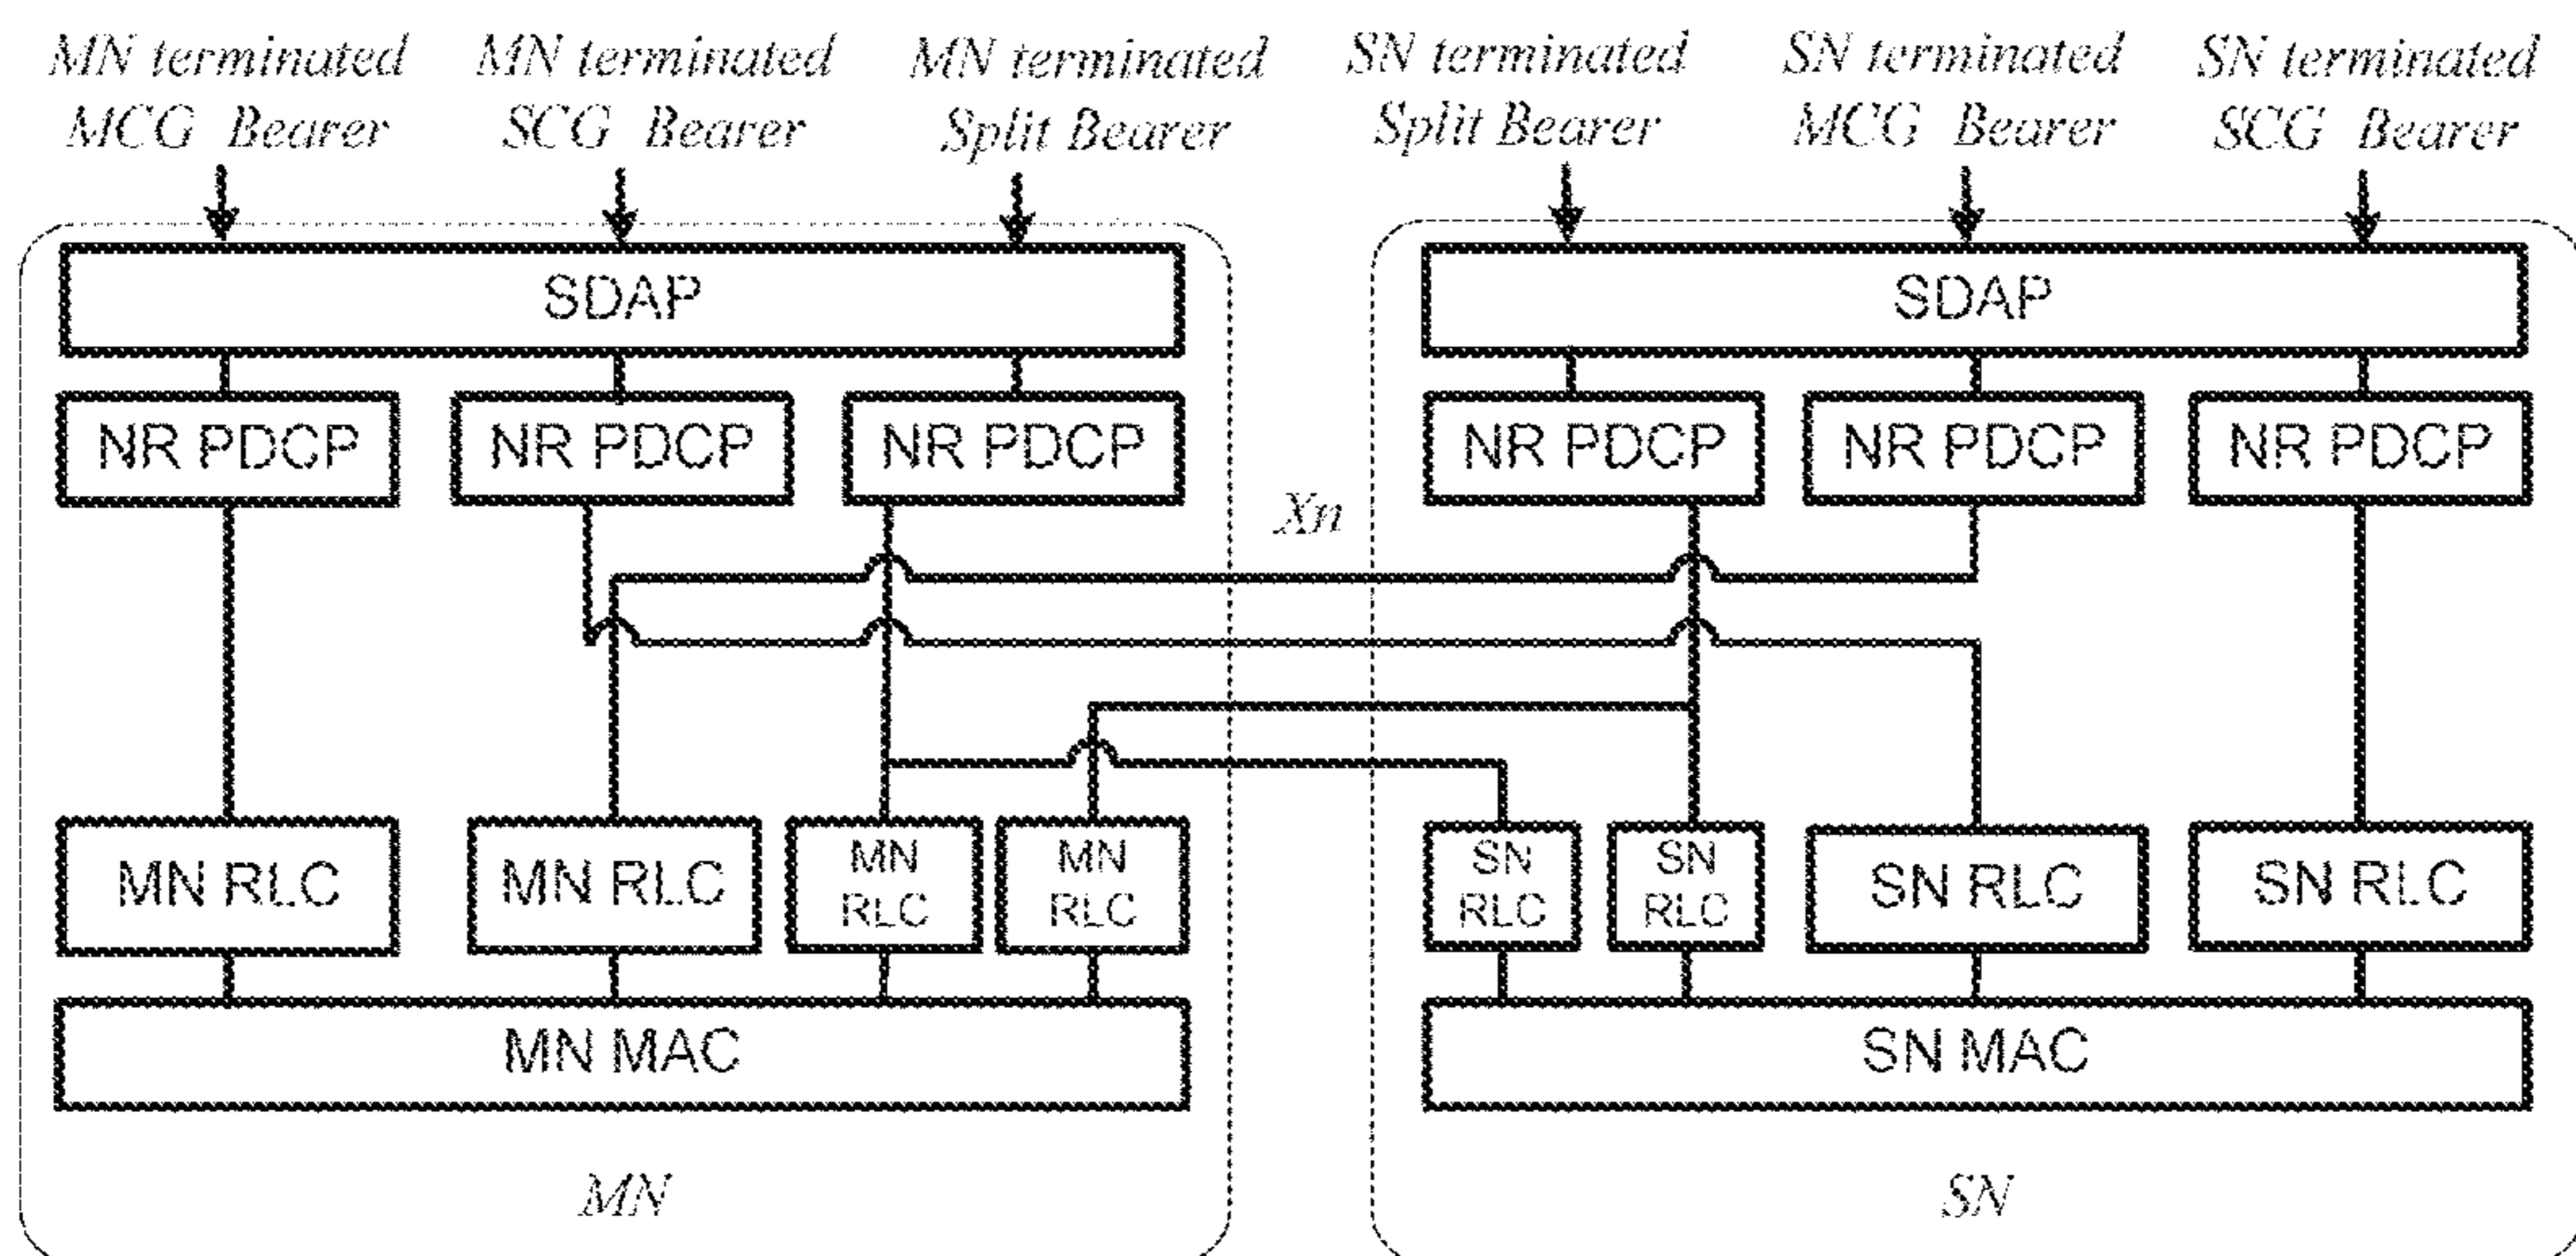 MN terminated
MCG Bearer
MN terminated
SCG Bearer
MN terminated
Split Bearer
SN terminated
Split Bearer
SN terminated
MCG Bearer
SN terminated
SCG Bearer
SDAP
SDAP
NR PDCP
NR PDCP
NR PDCP
NR PDCP
NR PDCP
NR PDCP
Xn
MN RLC
MN RLC
MN
RLC
MN
RLC
SN
RLC
SN
RLC
SN RLC
SN RLC
MN MAC
SN MAC
MN
SN